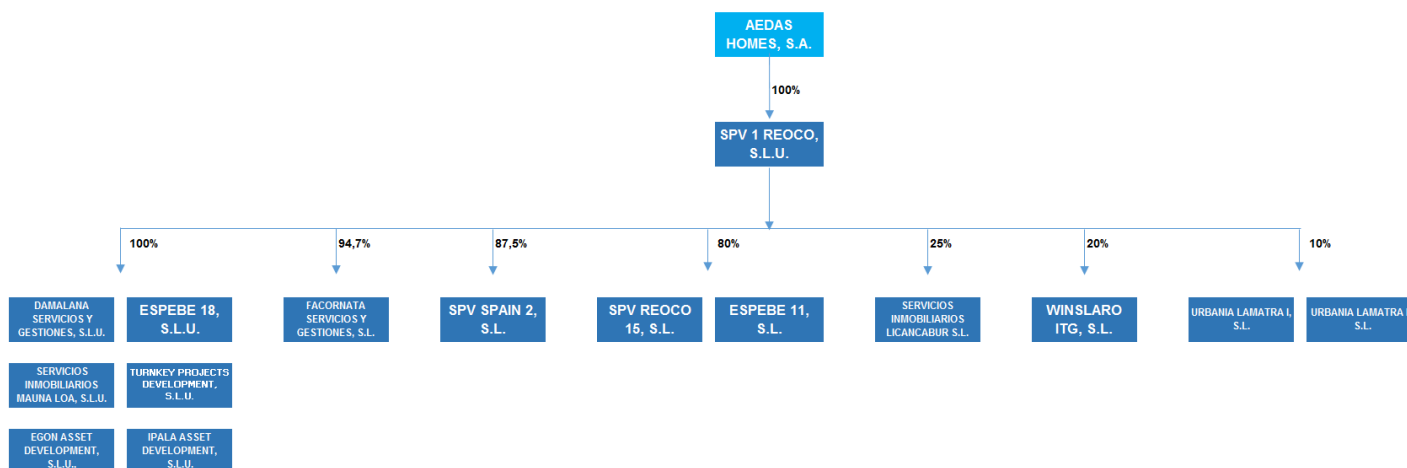 AEDAS
HOMES, S.A.
100%
SPV 1 REOCO,
S.L.U.
100%
94,7%
87,5%
80%
25%
20%
10%
DAMALANA
SERVICIOS Y
GESTIONES, S.L.U.
ESPEBE 18,
S.L.U.
FACORNATA
SERVICIOS Y
GESTIONES, S.L.
SPV SPAIN 2,
S.L.
SPV REOCO
15, S.L.
ESPEBE 11,
S.L.
SERVICIOS
INMOBILIARIOS
LICANCABUR S.L.
WINSLARO
ITG, S.L.
URBANIA LAMATRA I,
S.L.
URBANIA LAMATRA I
S.L.
SERVICIOS
INMOBILIARIOS
MAUNA LOA, S.L.U.
TURNKEY PROJECTS
DEVELOPMENT,
S.L.U.
EGON ASSET
DEVELOPMENT,
S.L.U..
IPALA ASSET
DEVELOPMENT,
S.L.U.